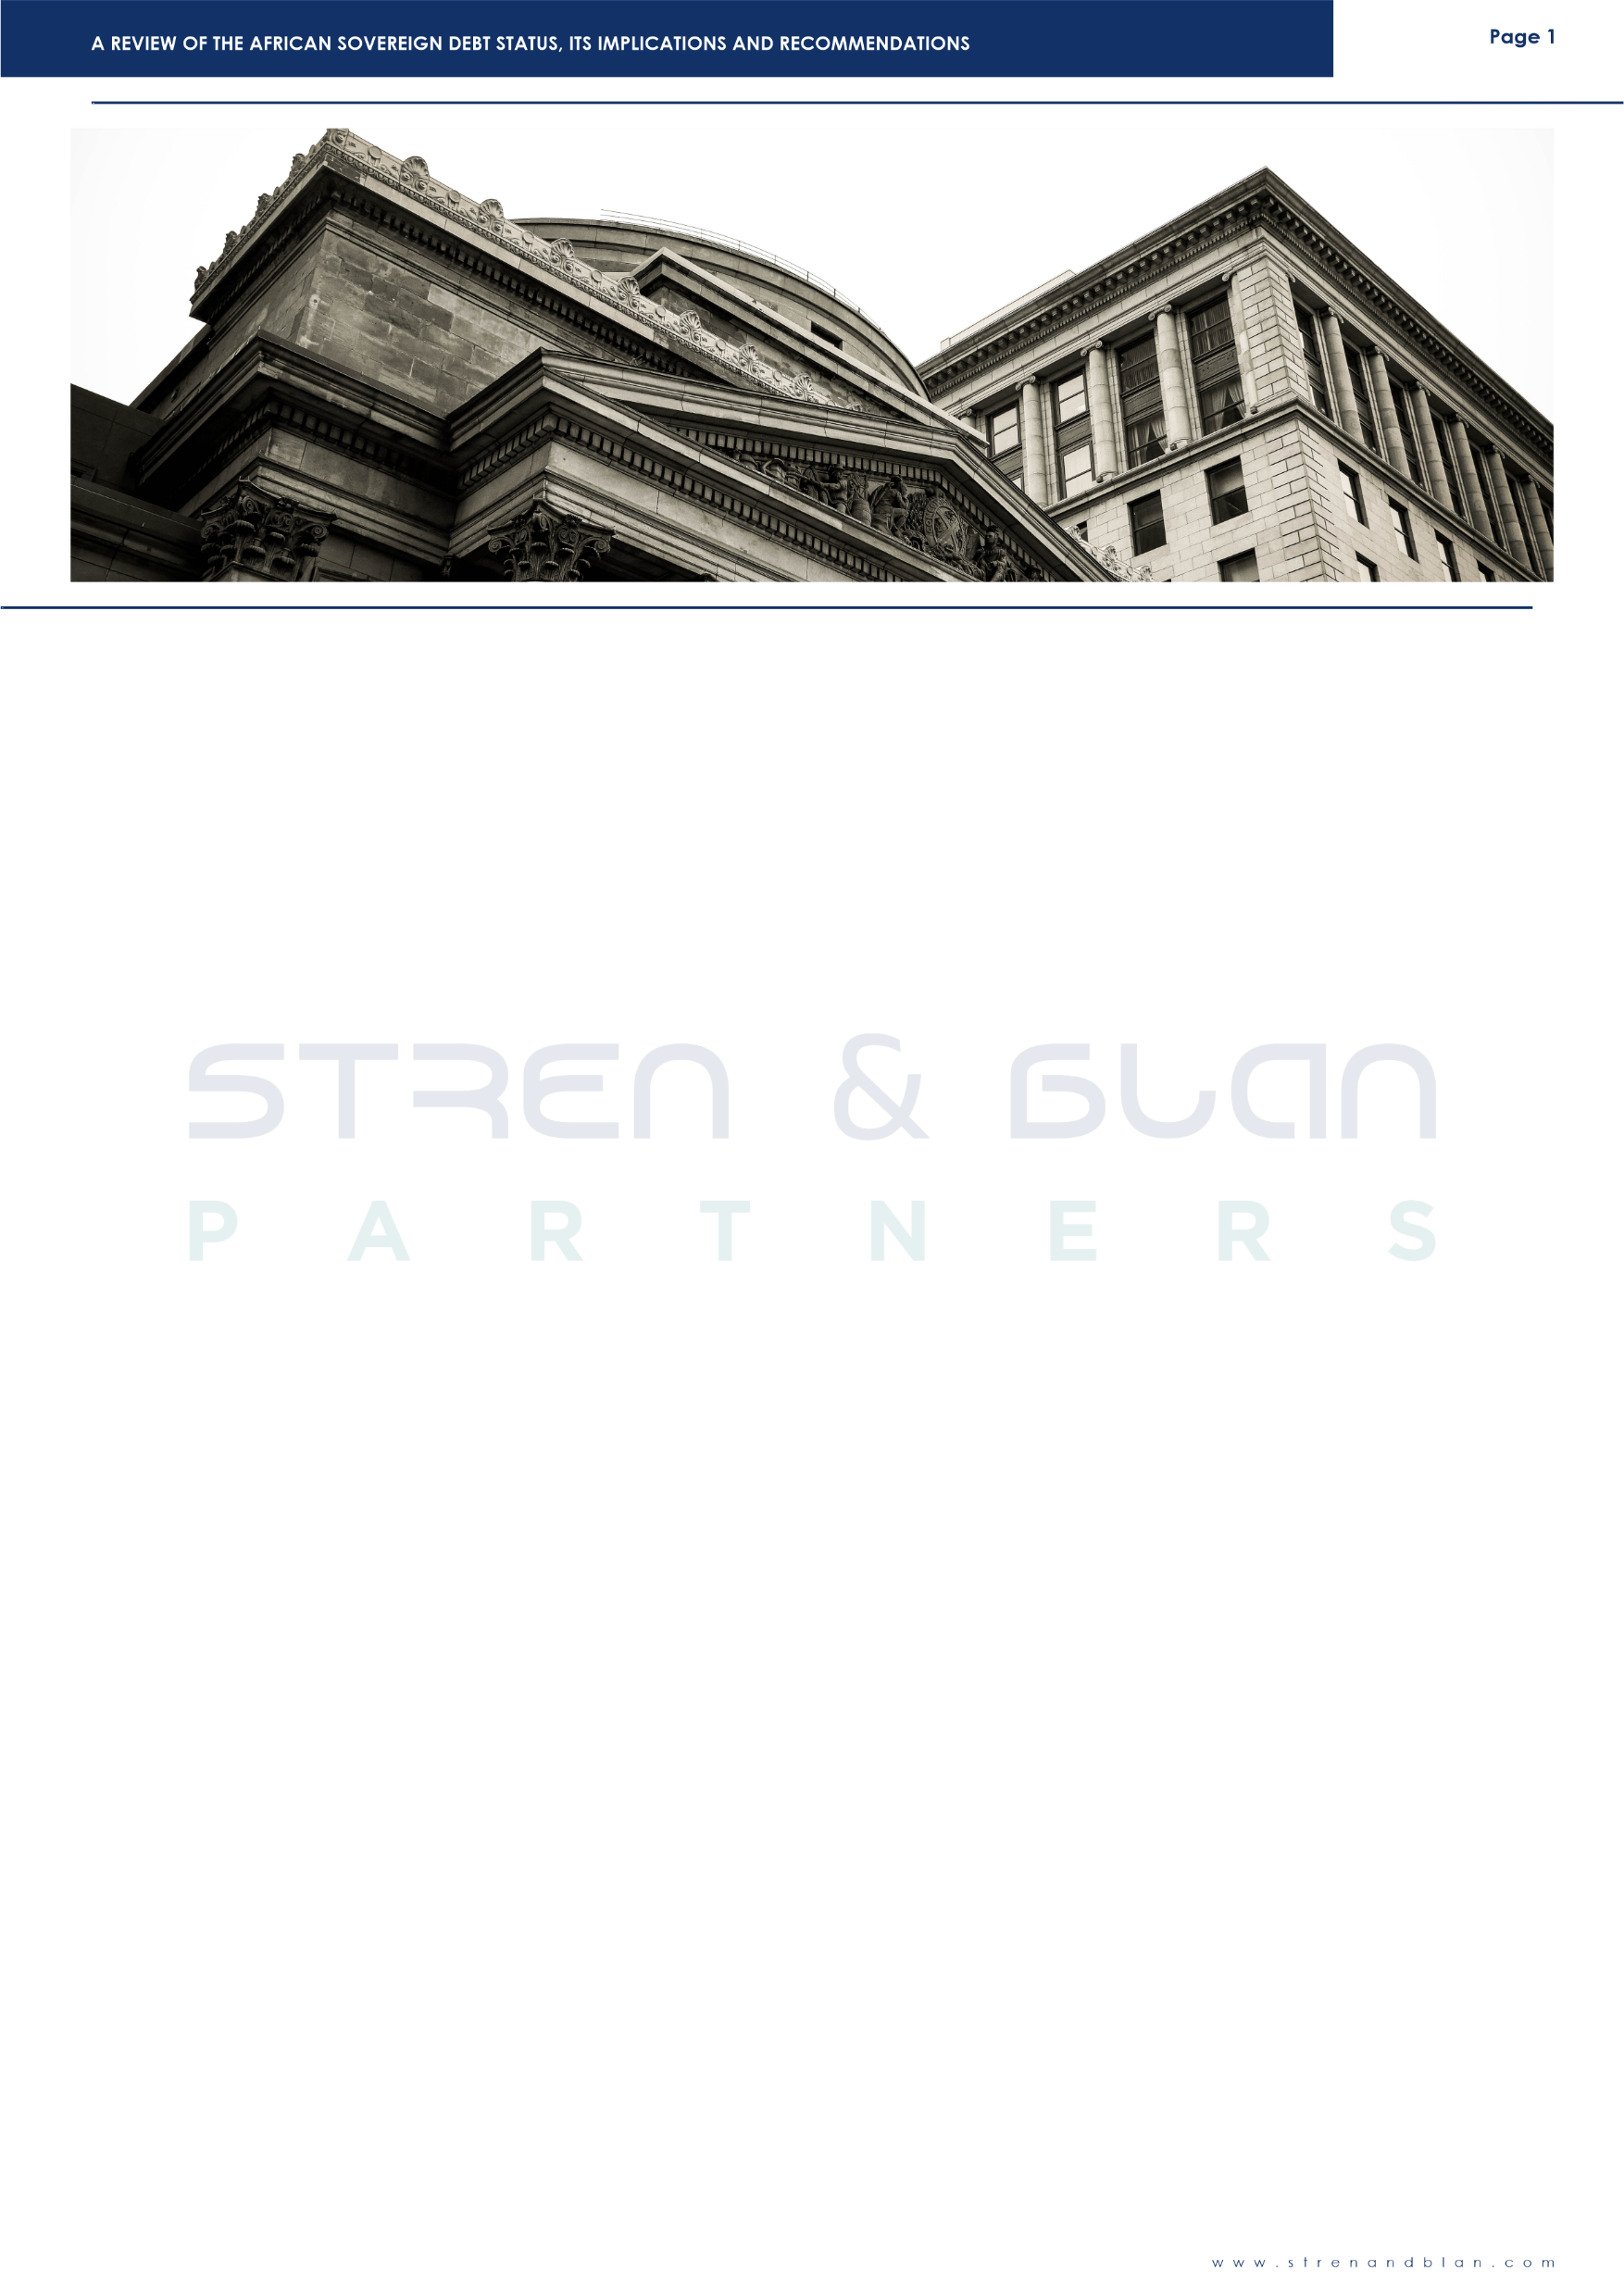 A REVIEW OF THE AFRICAN SOVEREIGN DEBT STATUS, ITS IMPLICATIONS AND RECOMMENDATIONS
Page 1
STREN & BLAN
PARTNERS
www.strenandblan.com